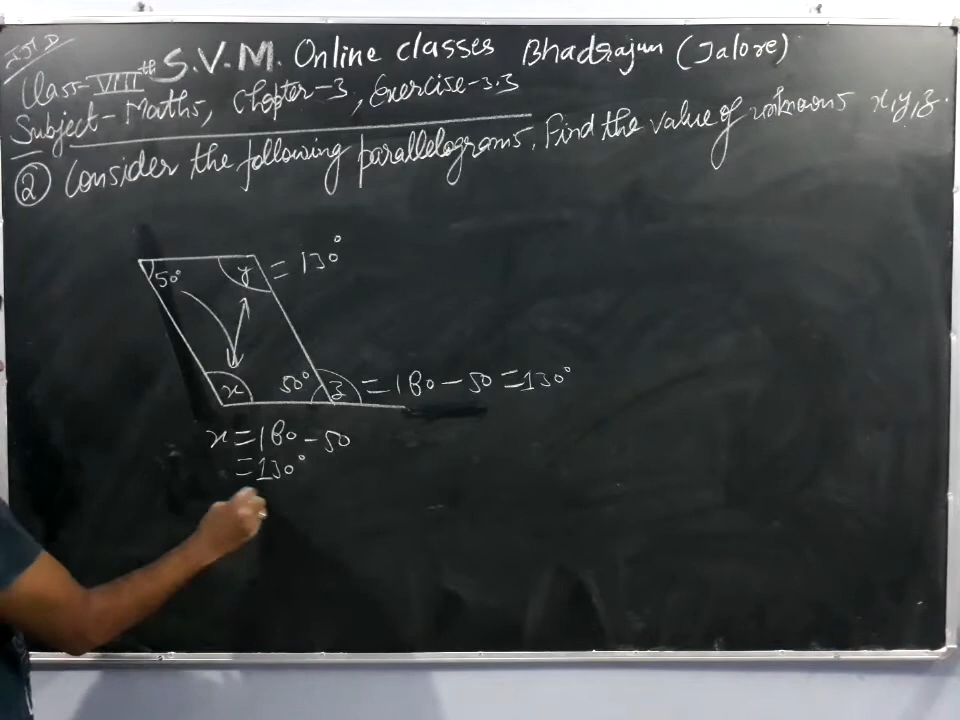 S.V.M. Online classes Bhadrajun (Jalore)
Class-VIIIth
Subject-Maths, Chapter-3, Exercise-3.3
② Consider the following parallelograms. Find the value of unknowns x,y,z.
50° y = 130°
x 50° z = 180 - 50 = 130°
x = 180 - 50
= 130°